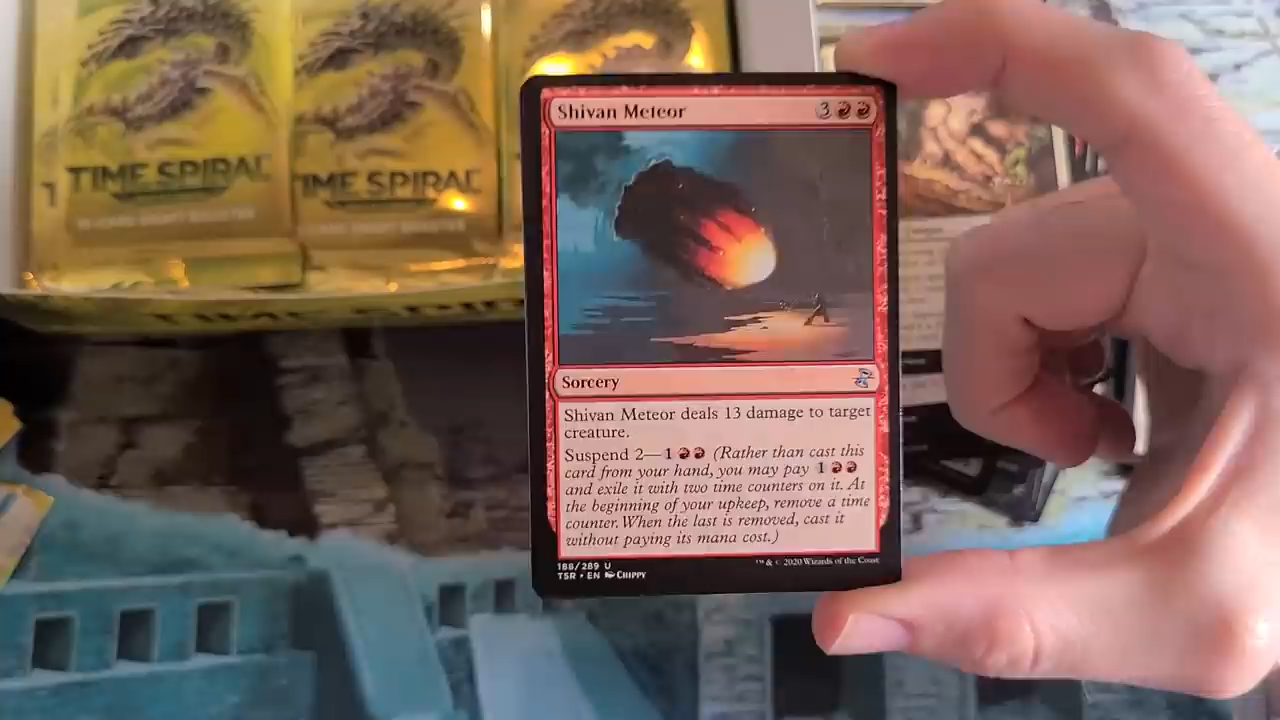 TIME SPIRAL
TIME SPIRAL
Shivan Meteor 3
Sorcery
Shivan Meteor deals 13 damage to target
creature.
Suspend 2—1 (Rather than cast this
card from your hand, you may pay 1
and exile it with two time counters on it. At
the beginning of your upkeep, remove a time
counter. When the last is removed, cast it
without paying its mana cost.)
188/289 U
TSR • EN CHIPPY
™ & © 2020 Wizards of the Coast